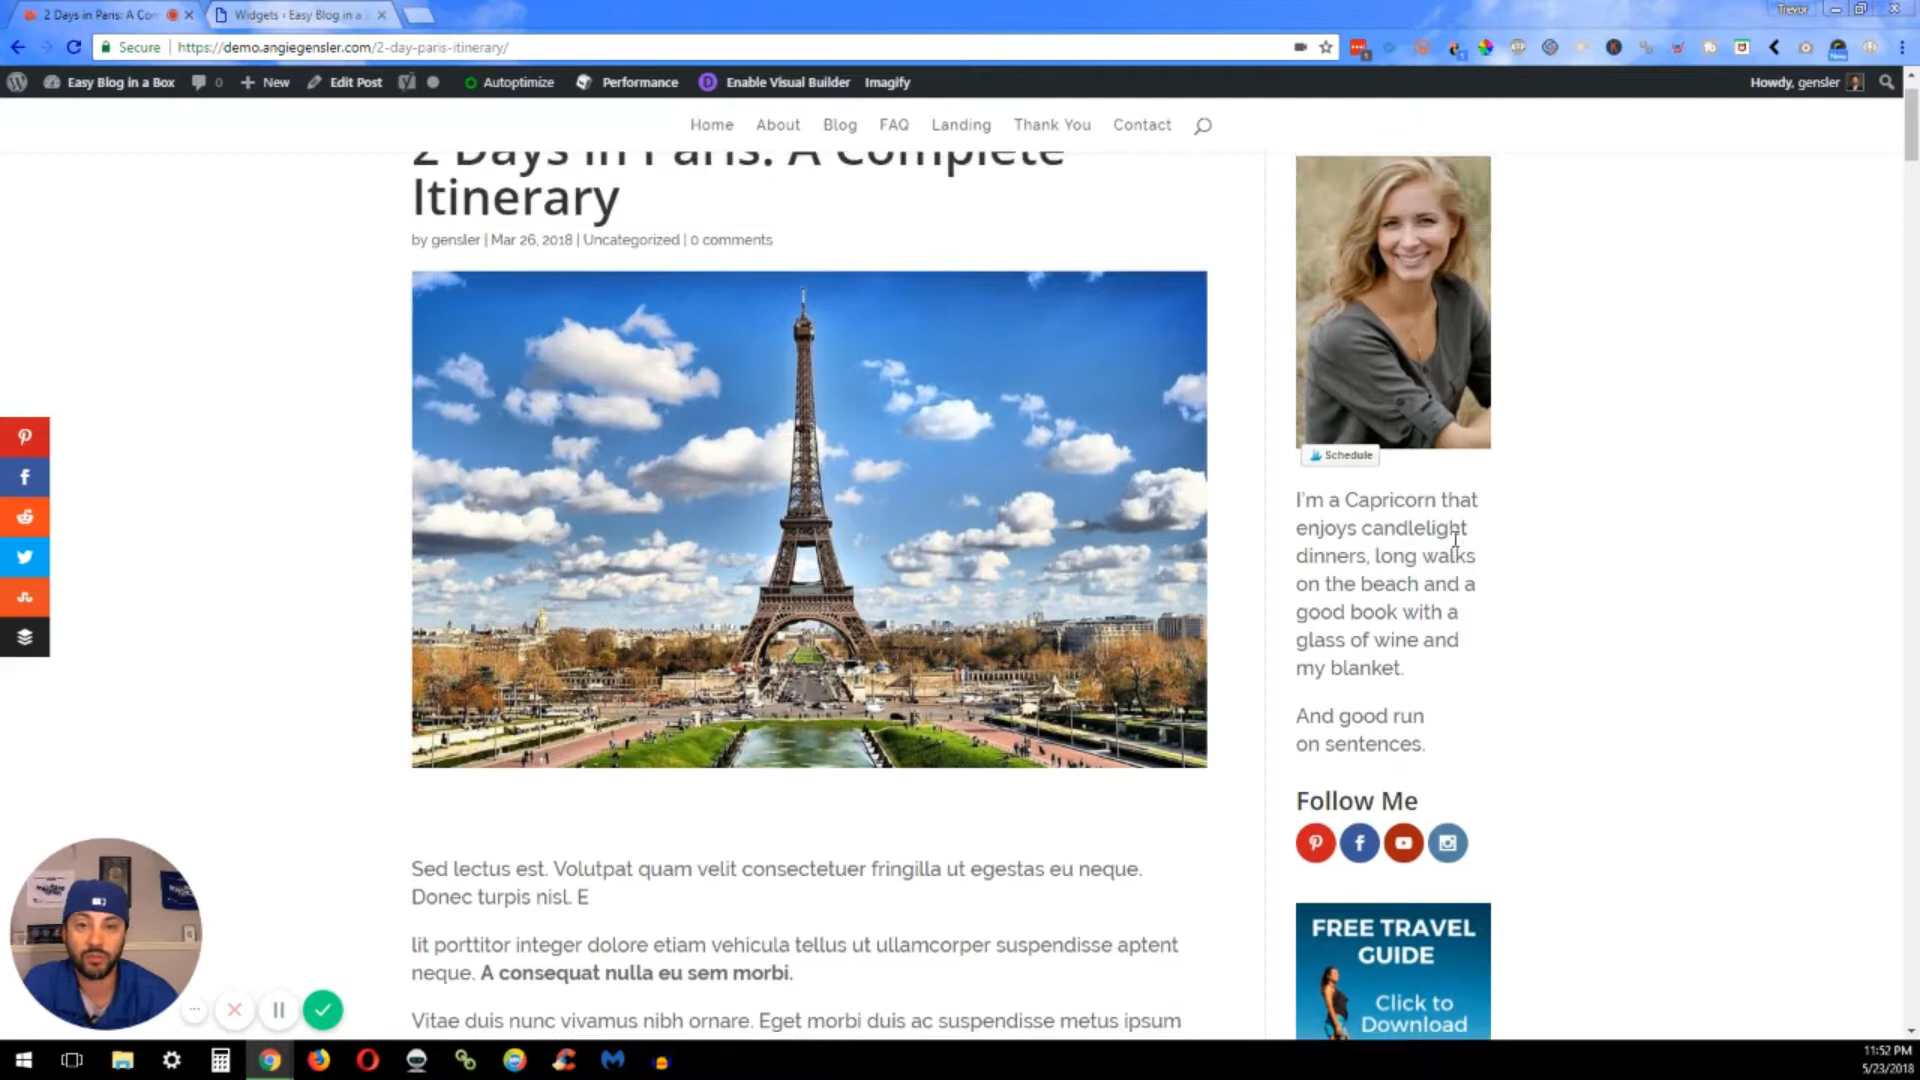 2 Days in Paris: A Co
Widgets ‹ Easy Blog in a
Trevor
Secure
https://demo.angiegensler.com/2-day-paris-itinerary/
Easy Blog in a Box
0
New
Edit Post
Autoptimize
Performance
D
Enable Visual Builder
Imagify
Howdy, gensler
Home
About
Blog
FAQ
Landing
Thank You
Contact
2 Days in Paris: A Complete
Itinerary
by gensler | Mar 26, 2018 | Uncategorized | 0 comments
Schedule
I'm a Capricorn that
enjoys candlelight
dinners, long walks
on the beach and a
good book with a
glass of wine and
my blanket.
And good run
on sentences.
Follow Me
FREE TRAVEL
GUIDE
Click to
Download
Sed lectus est. Volutpat quam velit consectetuer fringilla ut egestas eu neque.
Donec turpis nisl. E
lit porttitor integer dolore etiam vehicula tellus ut ullamcorper suspendisse aptent
neque. A consequat nulla eu sem morbi.
Vitae duis nunc vivamus nibh ornare. Eget morbi duis ac suspendisse metus ipsum
11:52 PM
5/23/2018